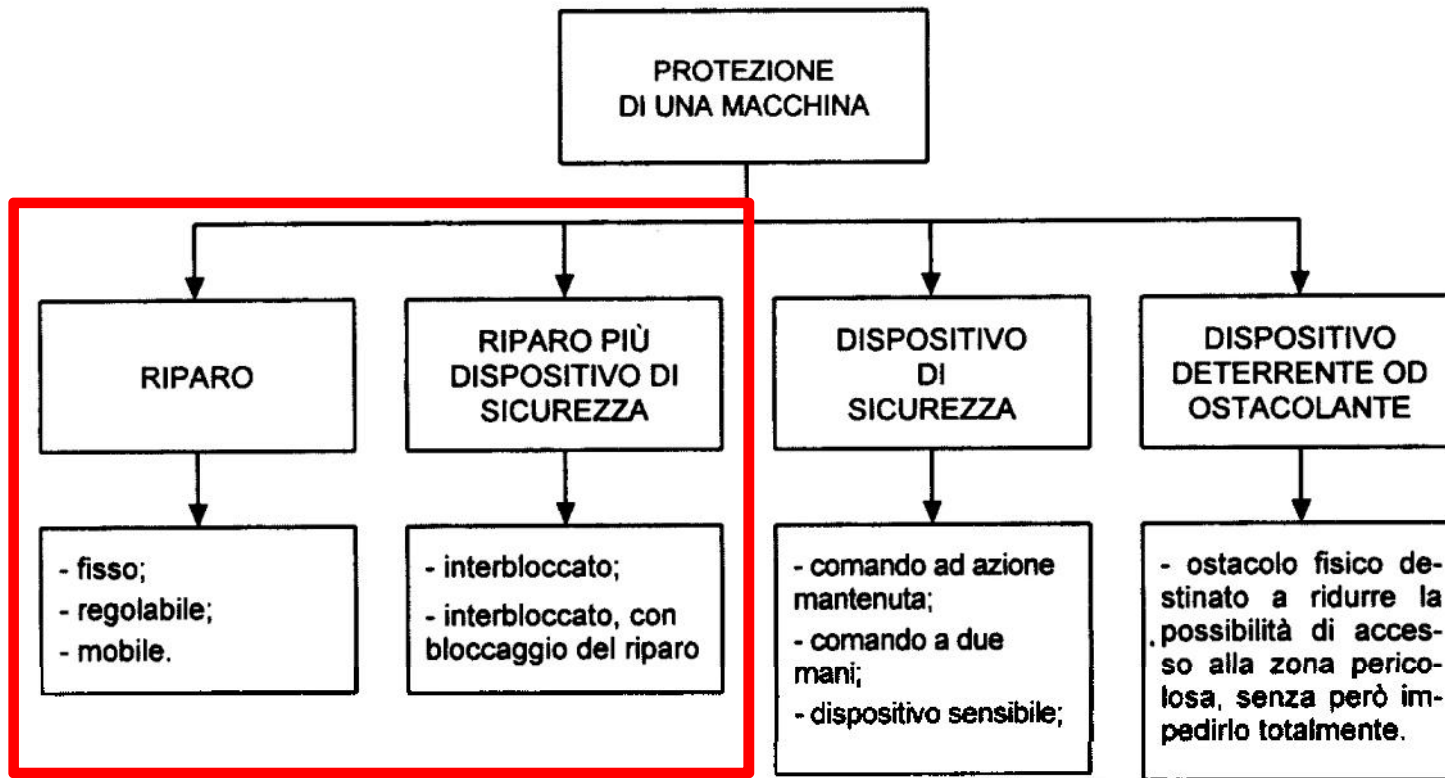 PROTEZIONE
DI UNA MACCHINA
RIPARO
RIPARO PIÙ
DISPOSITIVO DI
SICUREZZA
DISPOSITIVO
DI
SICUREZZA
DISPOSITIVO
DETERRENTE OD
OSTACOLANTE
- fisso;
- regolabile;
- mobile.
- interbloccato;
- interbloccato, con
bloccaggio del riparo
- comando ad azione
mantenuta;
- comando a due
mani;
- dispositivo sensibile;
- ostacolo fisico de-
stinato a ridurre la
possibilità di acces-
so alla zona perico-
losa, senza però im-
pedirlo totalmente.